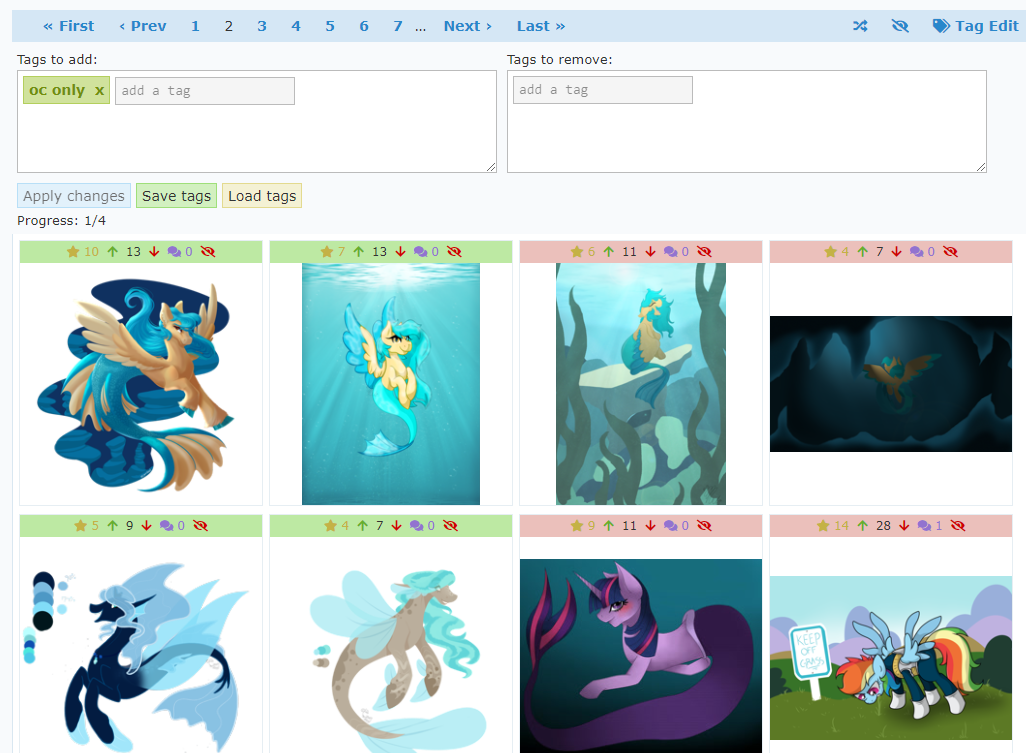 « First ‹ Prev 1 2 3 4 5 6 7 ... Next › Last » Tag Edit
Tags to add: Tags to remove:
oc only x add a tag add a tag
Apply changes Save tags Load tags
Progress: 1/4
10 13 0 7 13 0 6 11 0 4 7 0
5 9 0 4 7 0 9 11 0 14 28 1
KEEP
OFF
GRASS